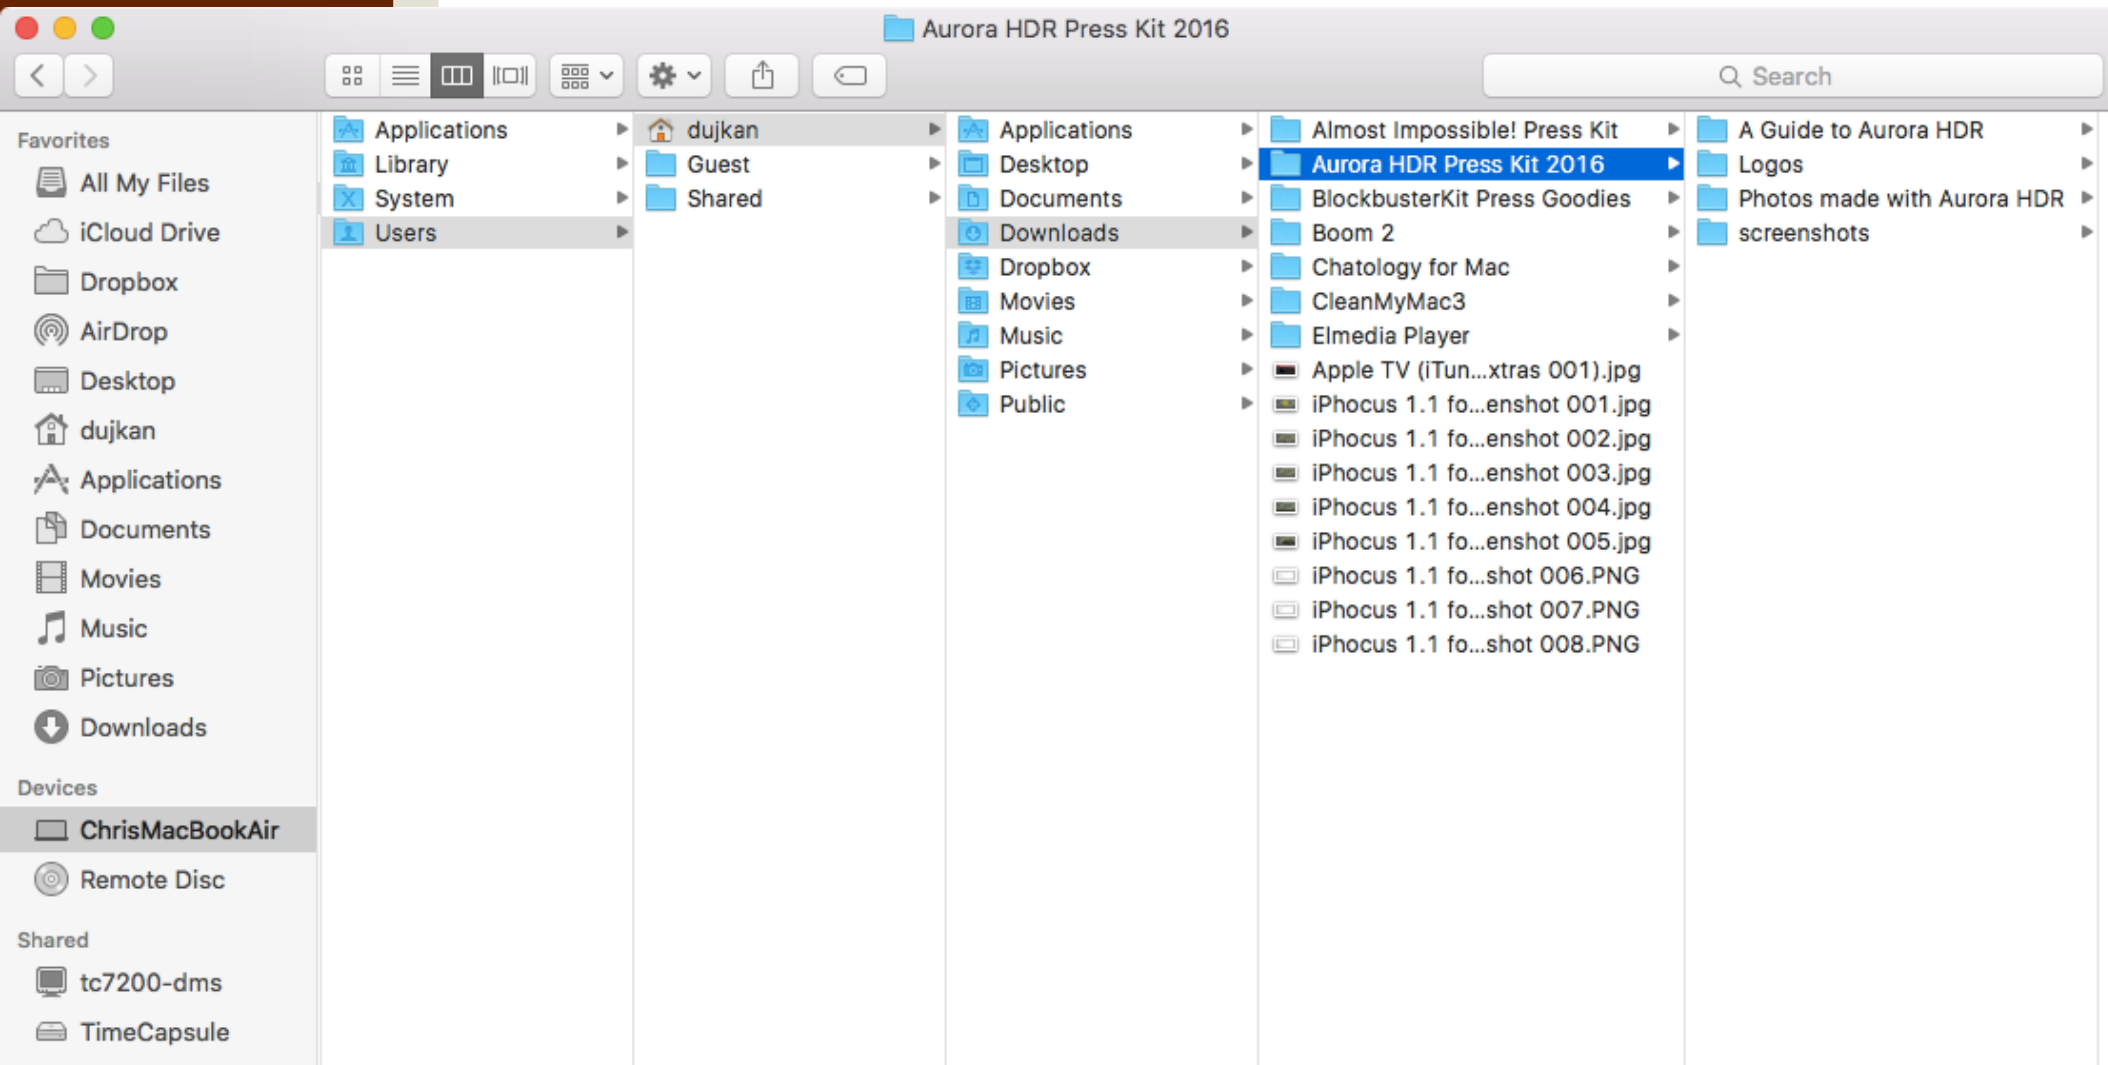 Aurora HDR Press Kit 2016
Search
Favorites
All My Files
iCloud Drive
Dropbox
AirDrop
Desktop
dujkan
Applications
Documents
Movies
Music
Pictures
Downloads
Devices
ChrisMacBookAir
Remote Disc
Shared
tc7200-dms
TimeCapsule
Applications
Library
System
Users
dujkan
Guest
Shared
Applications
Desktop
Documents
Downloads
Dropbox
Movies
Music
Pictures
Public
Almost Impossible! Press Kit
Aurora HDR Press Kit 2016
BlockbusterKit Press Goodies
Boom 2
Chatology for Mac
CleanMyMac3
Elmedia Player
Apple TV (iTun...xtras 001).jpg
iPhocus 1.1 fo...enshot 001.jpg
iPhocus 1.1 fo...enshot 002.jpg
iPhocus 1.1 fo...enshot 003.jpg
iPhocus 1.1 fo...enshot 004.jpg
iPhocus 1.1 fo...enshot 005.jpg
iPhocus 1.1 fo...shot 006.PNG
iPhocus 1.1 fo...shot 007.PNG
iPhocus 1.1 fo...shot 008.PNG
A Guide to Aurora HDR
Logos
Photos made with Aurora HDR
screenshots